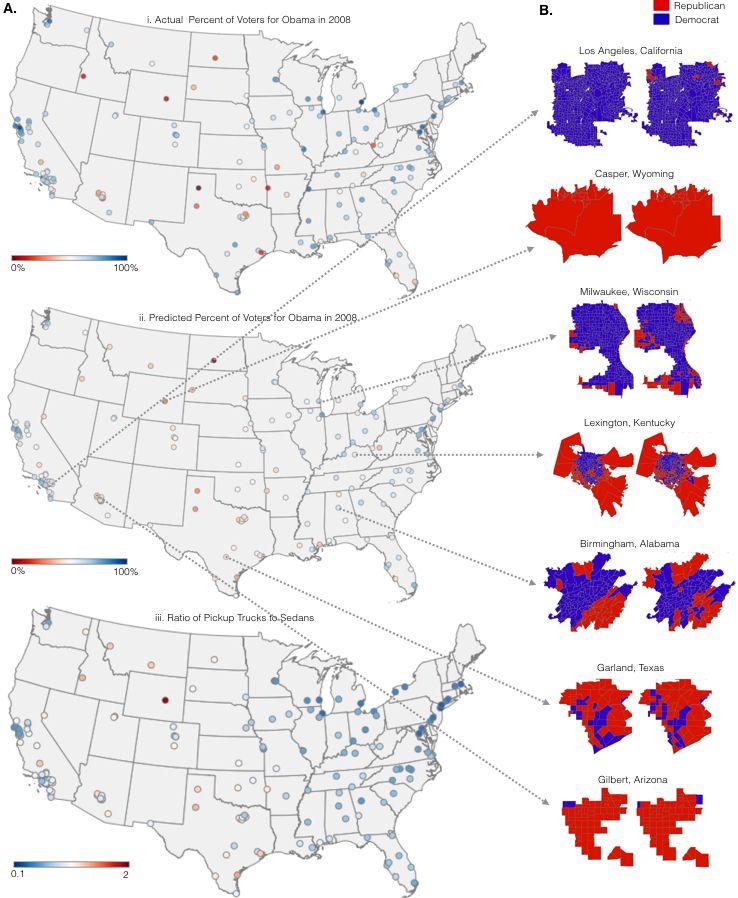 A.
i. Actual Percent of Voters for Obama in 2008
0% 100%
ii. Predicted Percent of Voters for Obama in 2008
0% 100%
iii. Ratio of Pickup Trucks to Sedans
0.1 2
B.
Republican
Democrat
Los Angeles, California
Casper, Wyoming
Milwaukee, Wisconsin
Lexington, Kentucky
Birmingham, Alabama
Garland, Texas
Gilbert, Arizona